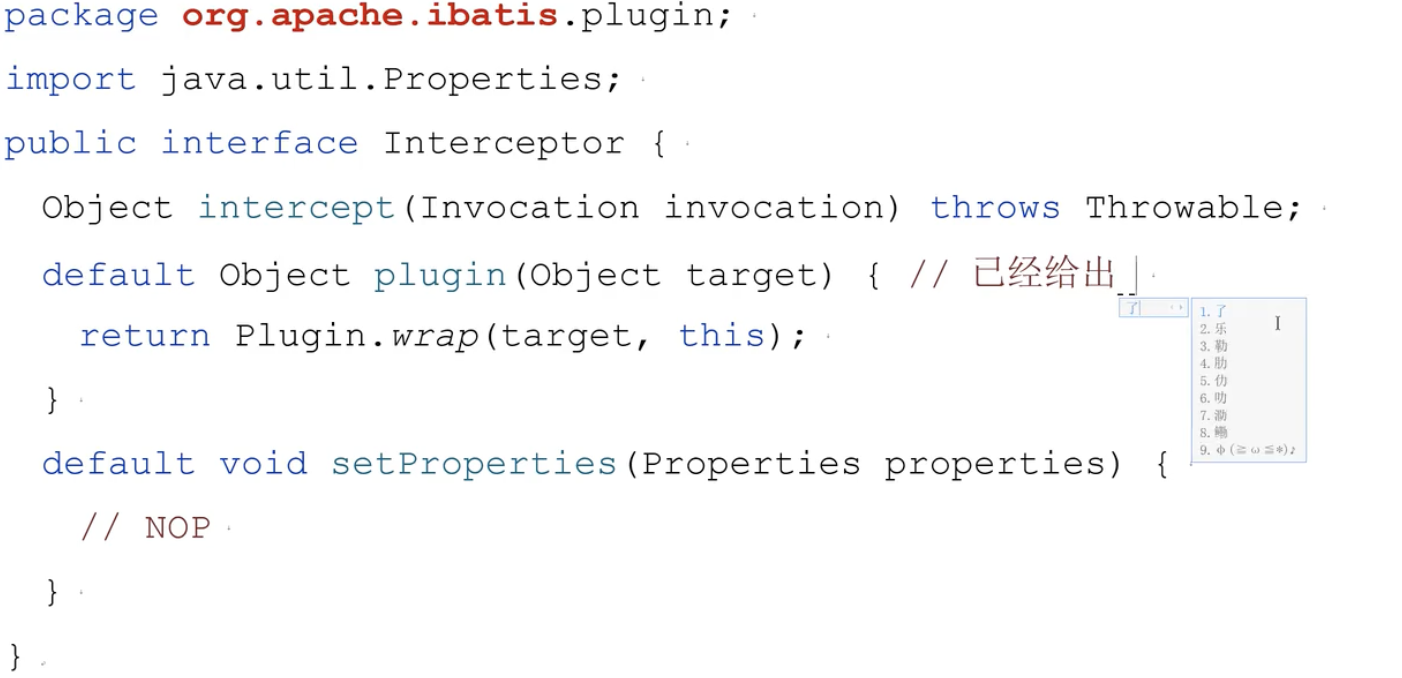 package org.apache.ibatis.plugin;
import java.util.Properties;
public interface Interceptor {
Object intercept(Invocation invocation) throws Throwable;
default Object plugin(Object target) { // 已经给出
了
1. 了
2. 乐
3. 勒
4. 肋
5. 仂
6. 叻
7. 泐
8. 鳓
9. φ(≧ω≦*)♪
return Plugin.wrap(target, this);
}
default void setProperties(Properties properties) {
// NOP
}
}